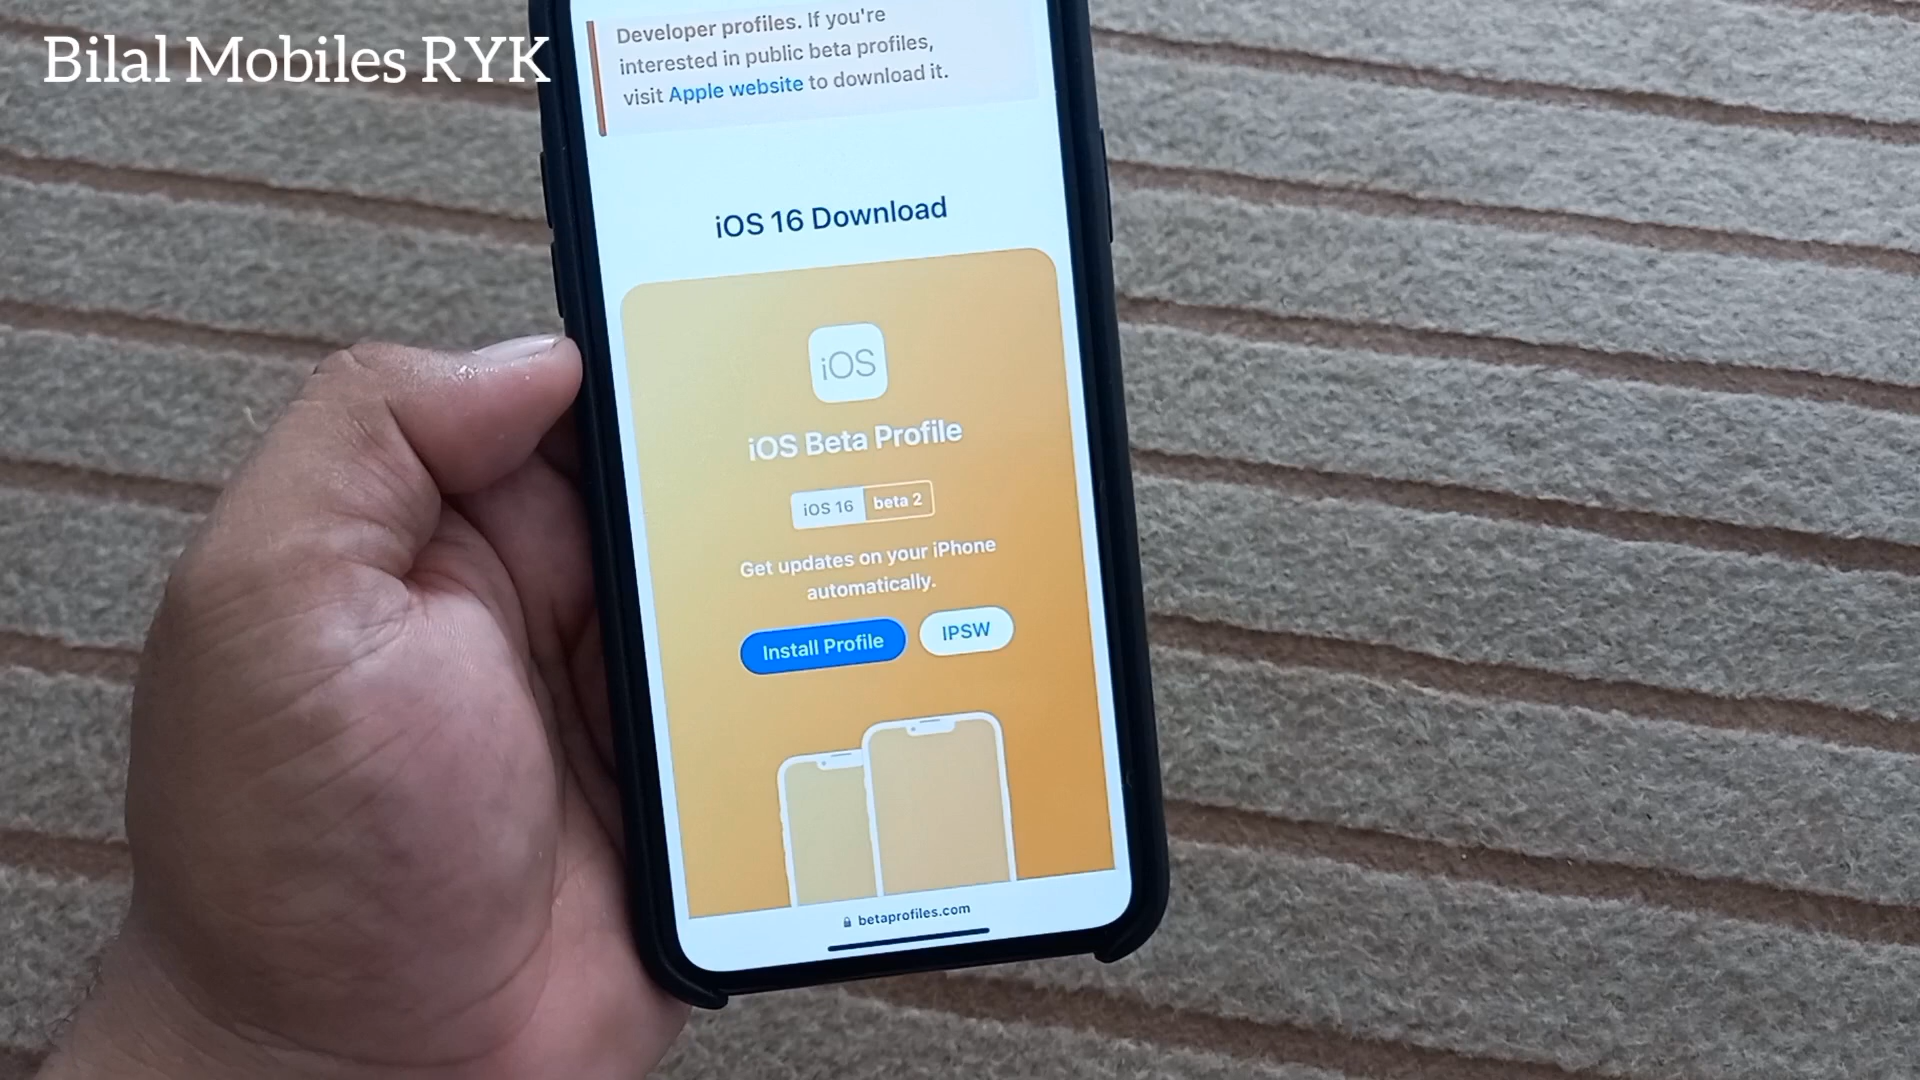 Bilal Mobiles RYK
Developer profiles. If you're
interested in public beta profiles,
visit Apple website to download it.
iOS 16 Download
iOS
iOS Beta Profile
iOS 16 beta 2
Get updates on your iPhone
automatically.
Install Profile IPSW
betaprofiles.com